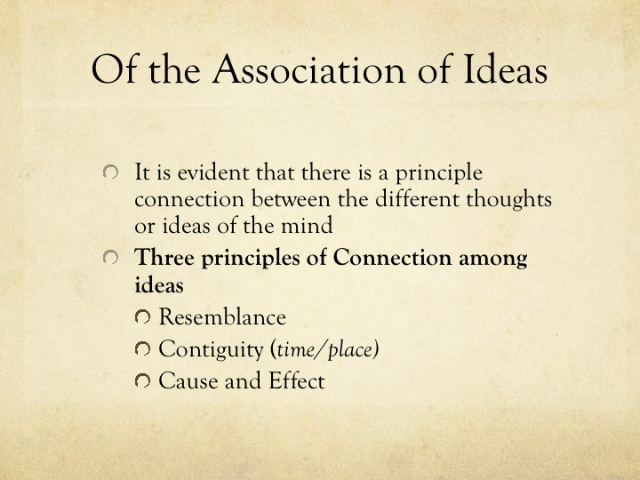 Of the Association of Ideas
It is evident that there is a principle
connection between the different thoughts
or ideas of the mind
Three principles of Connection among
ideas
Resemblance
Contiguity (time/place)
Cause and Effect